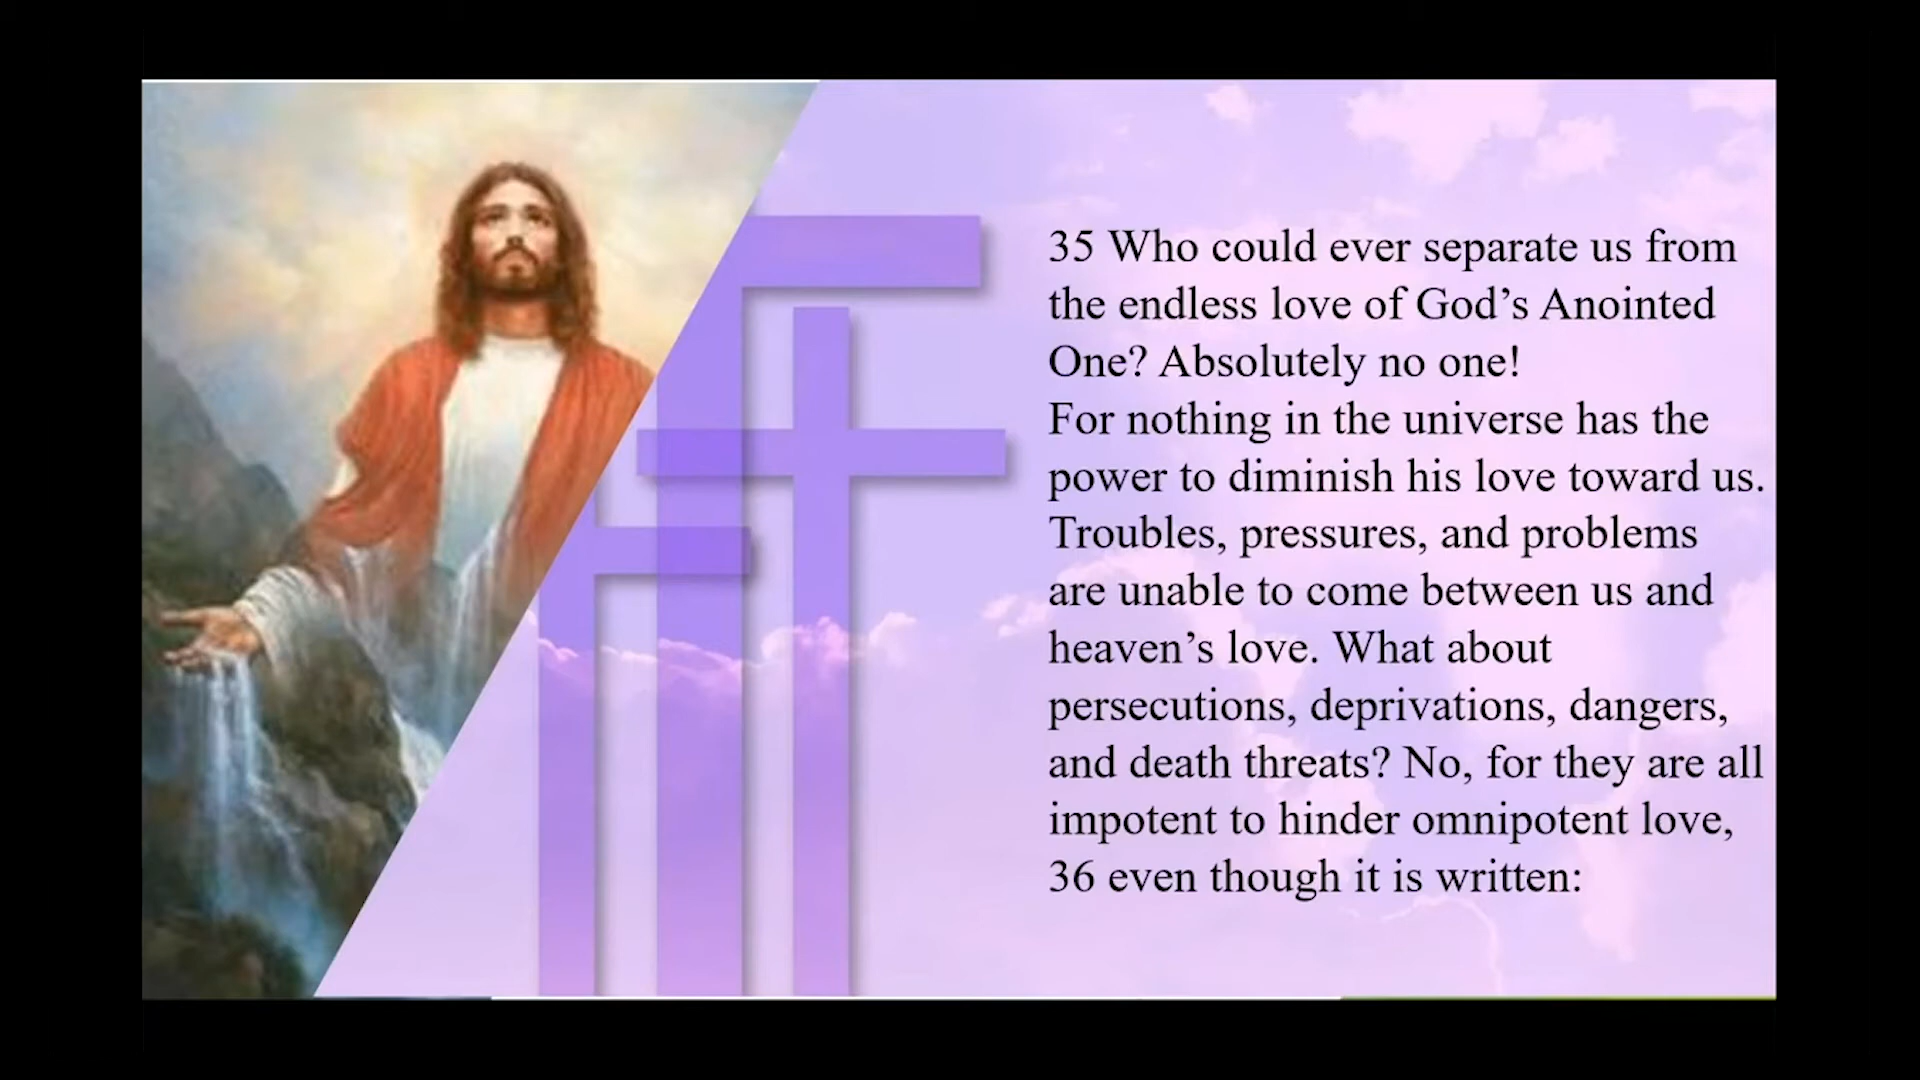 35 Who could ever separate us from
the endless love of God’s Anointed
One? Absolutely no one!
For nothing in the universe has the
power to diminish his love toward us.
Troubles, pressures, and problems
are unable to come between us and
heaven’s love. What about
persecutions, deprivations, dangers,
and death threats? No, for they are all
impotent to hinder omnipotent love,
36 even though it is written: